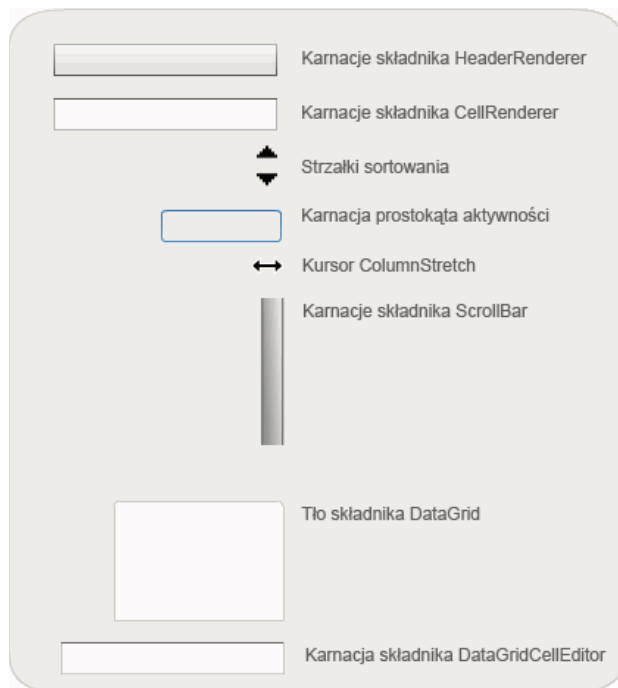 Karnacje składnika HeaderRenderer
Karnacje składnika CellRenderer
Strzałki sortowania
Karnacja prostokąta aktywności
Kursor ColumnStretch
Karnacje składnika ScrollBar
Tło składnika DataGrid
Karnacja składnika DataGridCellEditor